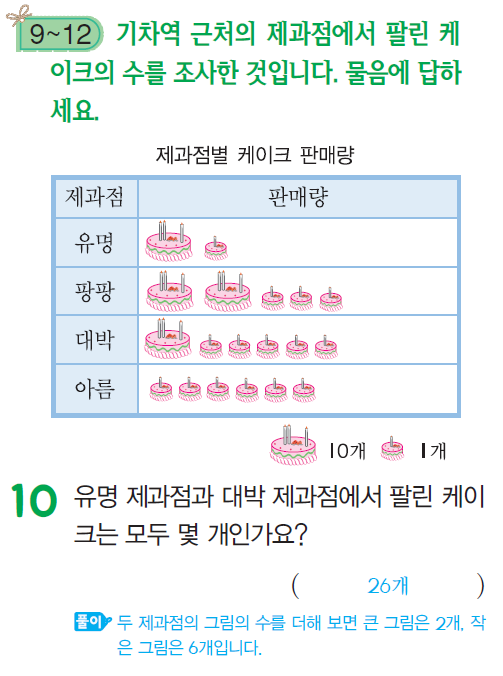 9~12 기차역 근처의 제과점에서 팔린 케
이크의 수를 조사한 것입니다. 물음에 답하
세요.
제과점별 케이크 판매량
제과점 판매량
유명
팡팡
대박
아름
10개 1개
10 유명 제과점과 대박 제과점에서 팔린 케이
크는 모두 몇 개인가요?
( 26개 )
풀이 두 제과점의 그림의 수를 더해 보면 큰 그림은 2개, 작
은 그림은 6개입니다.